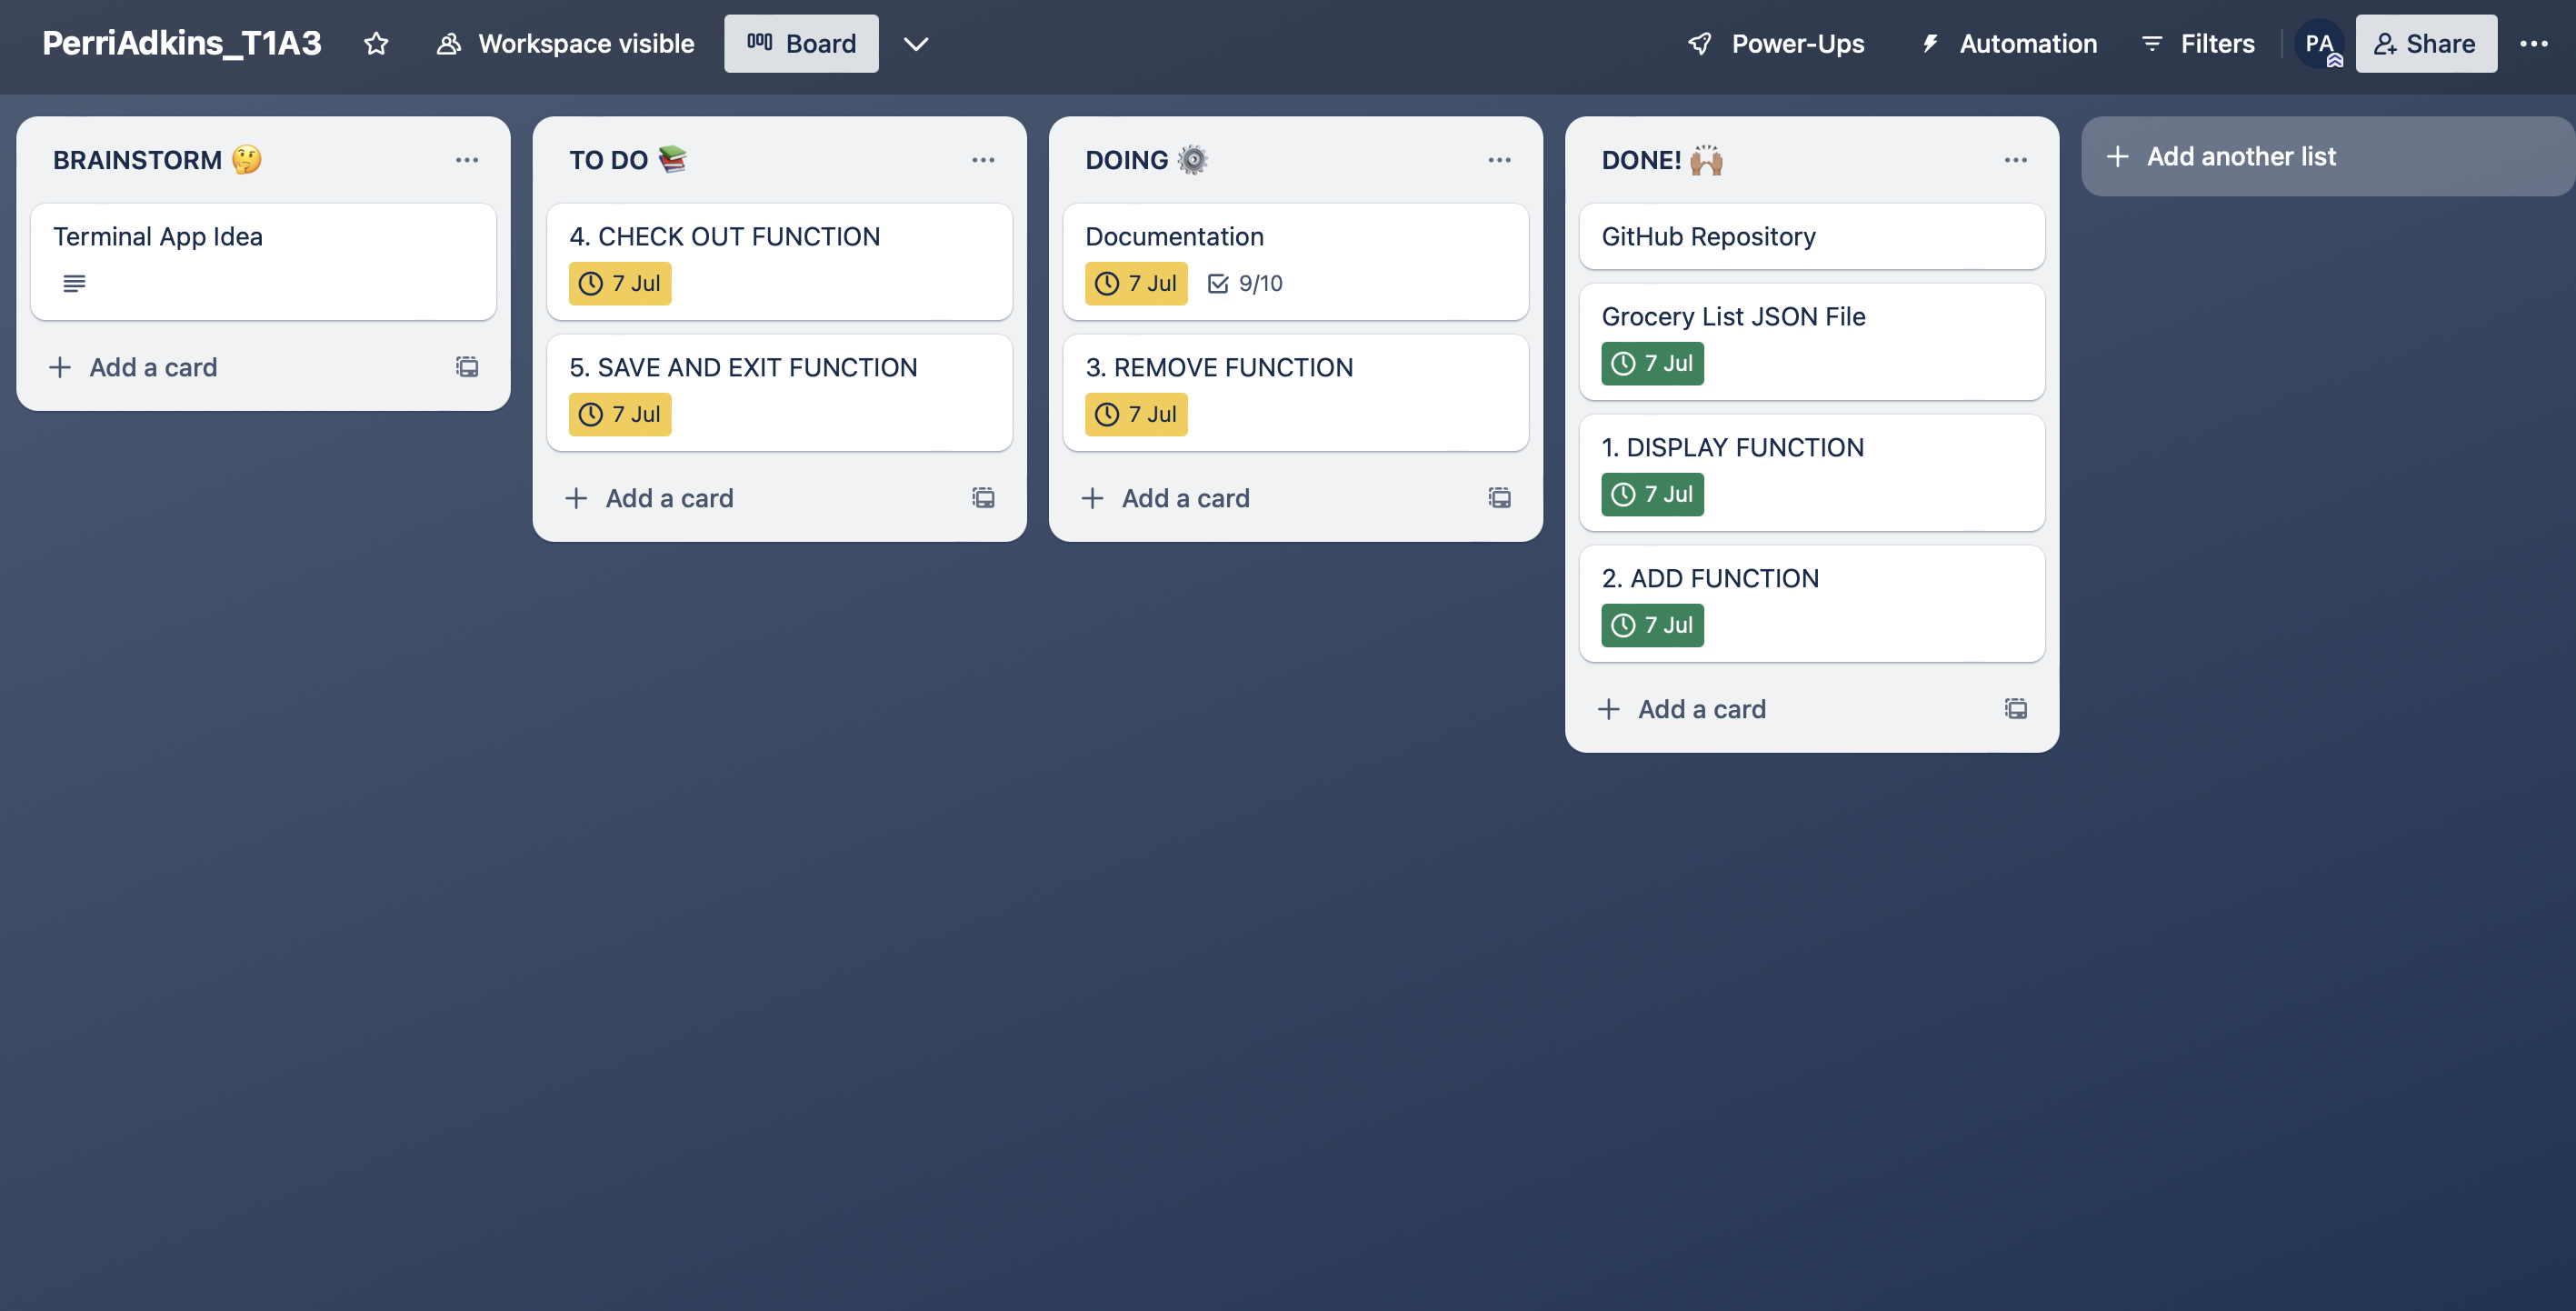 PerriAdkins_T1A3 Workspace visible Board Power-Ups Automation Filters PA Share
BRAINSTORM 🤔
Terminal App Idea
Add a card
TO DO 📚
4. CHECK OUT FUNCTION
7 Jul
5. SAVE AND EXIT FUNCTION
7 Jul
Add a card
DOING ⚙️
Documentation
7 Jul 9/10
3. REMOVE FUNCTION
7 Jul
Add a card
DONE! 🙌🏽
GitHub Repository
Grocery List JSON File
7 Jul
1. DISPLAY FUNCTION
7 Jul
2. ADD FUNCTION
7 Jul
Add a card
Add another list